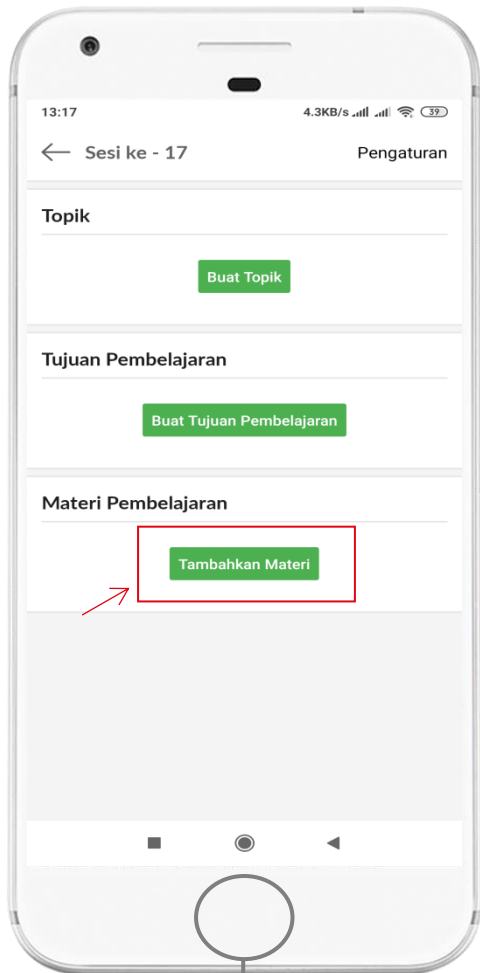 13:17 4.3KB/s 39
Sesi ke - 17 Pengaturan
Topik
Buat Topik
Tujuan Pembelajaran
Buat Tujuan Pembelajaran
Materi Pembelajaran
Tambahkan Materi